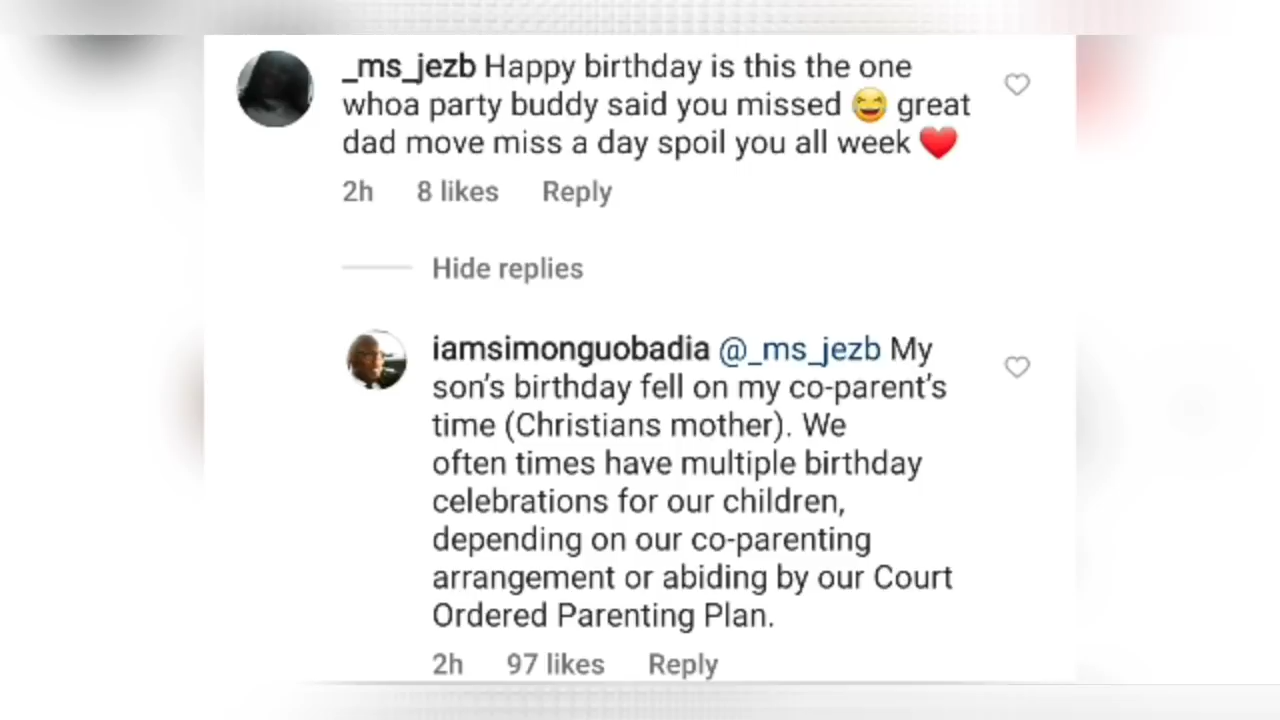 _ms_jezb Happy birthday is this the one
whoa party buddy said you missed 😆 great
dad move miss a day spoil you all week ❤️
2h 8 likes Reply
Hide replies
iamsimonguobadia @_ms_jezb My
son's birthday fell on my co-parent's
time (Christians mother). We
often times have multiple birthday
celebrations for our children,
depending on our co-parenting
arrangement or abiding by our Court
Ordered Parenting Plan.
2h 97 likes Reply